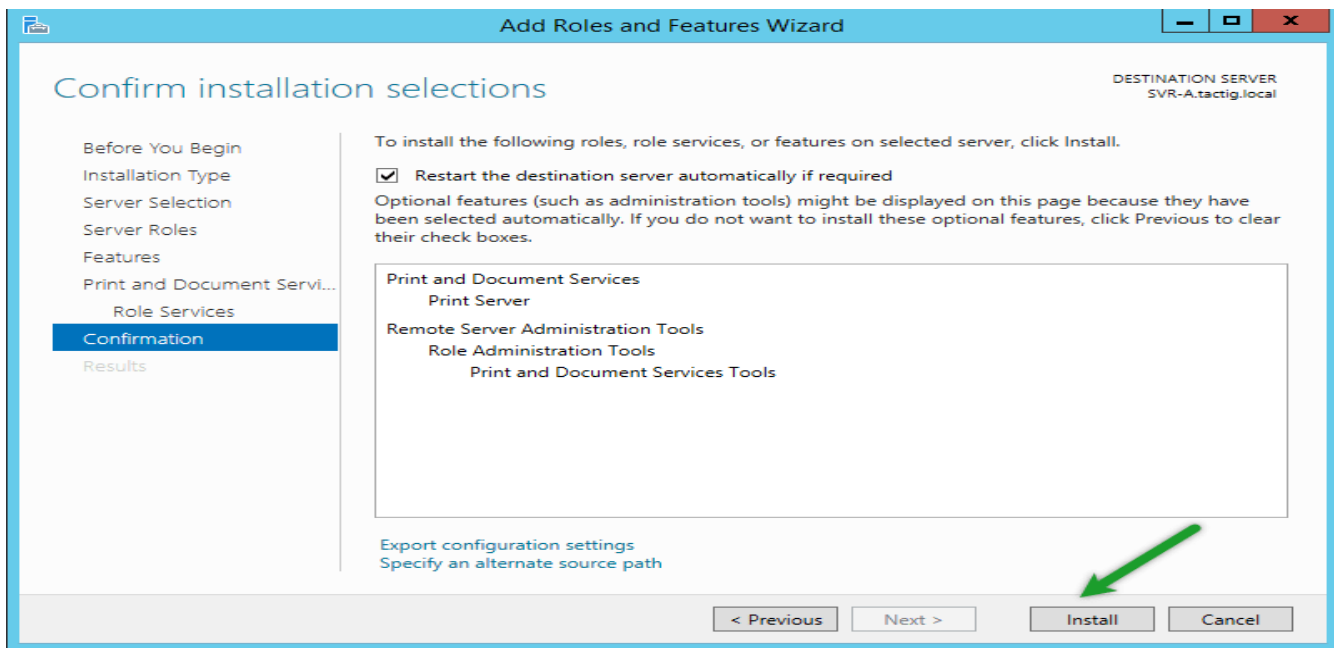 Add Roles and Features Wizard
Confirm installation selections
DESTINATION SERVER
SVR-A.tactig.local
Before You Begin
Installation Type
Server Selection
Server Roles
Features
Print and Document Servi...
Role Services
Confirmation
Results
To install the following roles, role services, or features on selected server, click Install.
Restart the destination server automatically if required
Optional features (such as administration tools) might be displayed on this page because they have
been selected automatically. If you do not want to install these optional features, click Previous to clear
their check boxes.
Print and Document Services
Print Server
Remote Server Administration Tools
Role Administration Tools
Print and Document Services Tools
Export configuration settings
Specify an alternate source path
< Previous
Next >
Install
Cancel